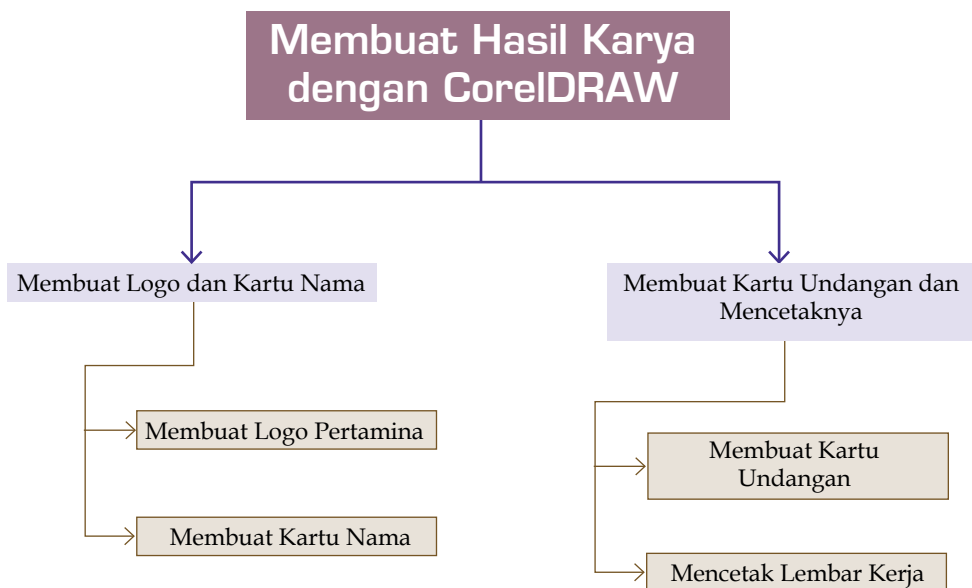 Membuat Hasil Karya
dengan CorelDRAW
Membuat Logo dan Kartu Nama
Membuat Logo Pertamina
Membuat Kartu Nama
Membuat Kartu Undangan dan
Mencetaknya
Membuat Kartu
Undangan
Mencetak Lembar Kerja